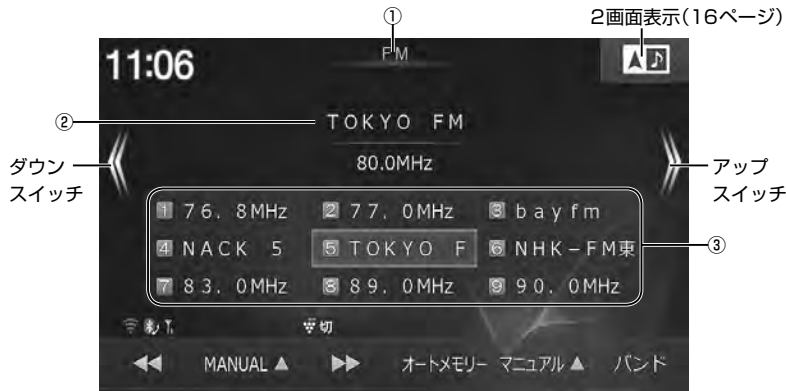 ①
2画面表示(16ページ)
11:06
FM
②
TOKYO FM
80.0MHz
ダウン
スイッチ
アップ
スイッチ
1 76.8MHz 2 77.0MHz 3 bayfm
4 NACK 5 5 TOKYO F 6 NHK-FM東
7 83.0MHz 8 89.0MHz 9 90.0MHz
③
切
MANUAL ▲ オートメモリー マニュアル ▲ バンド